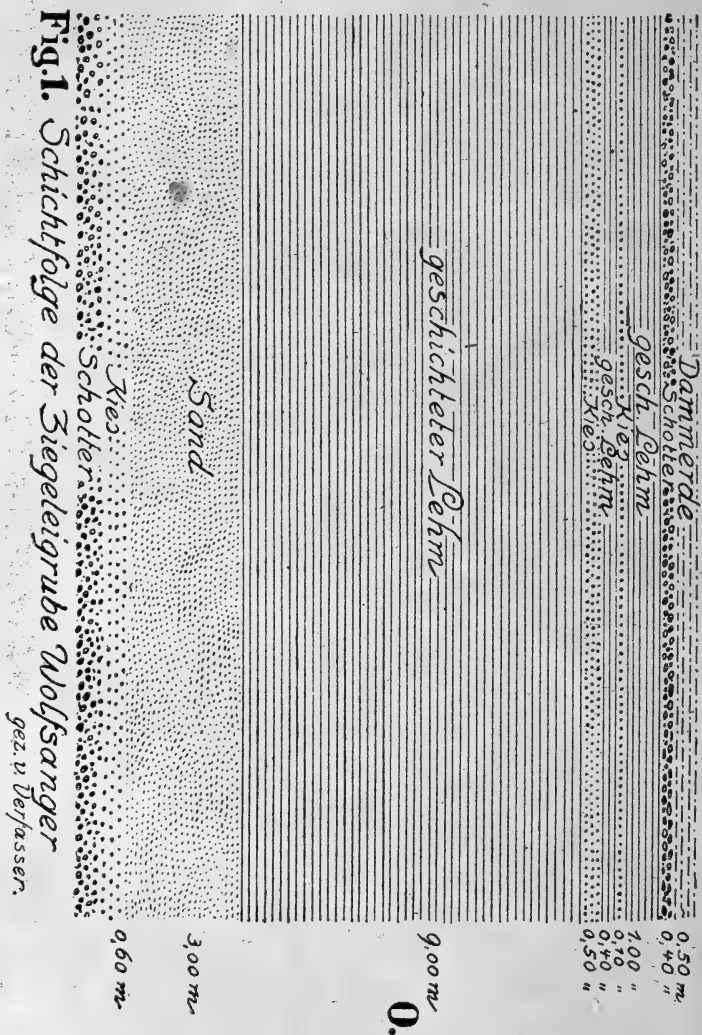 Dammerde 0,50 m.
Schotter 0,40 "
gesch. Lehm 1.00 "
Kies 0,10 "
gesch. Lehm 0,40 "
Kies 0,50 "
geschichteter Lehm 9,00 m
O.
Sand 3,00 m
Kies 0,60 m
Schotter
Fig 1. Schichtfolge der Ziegeleigrube Wolfsanger
gez. v. Verfasser.